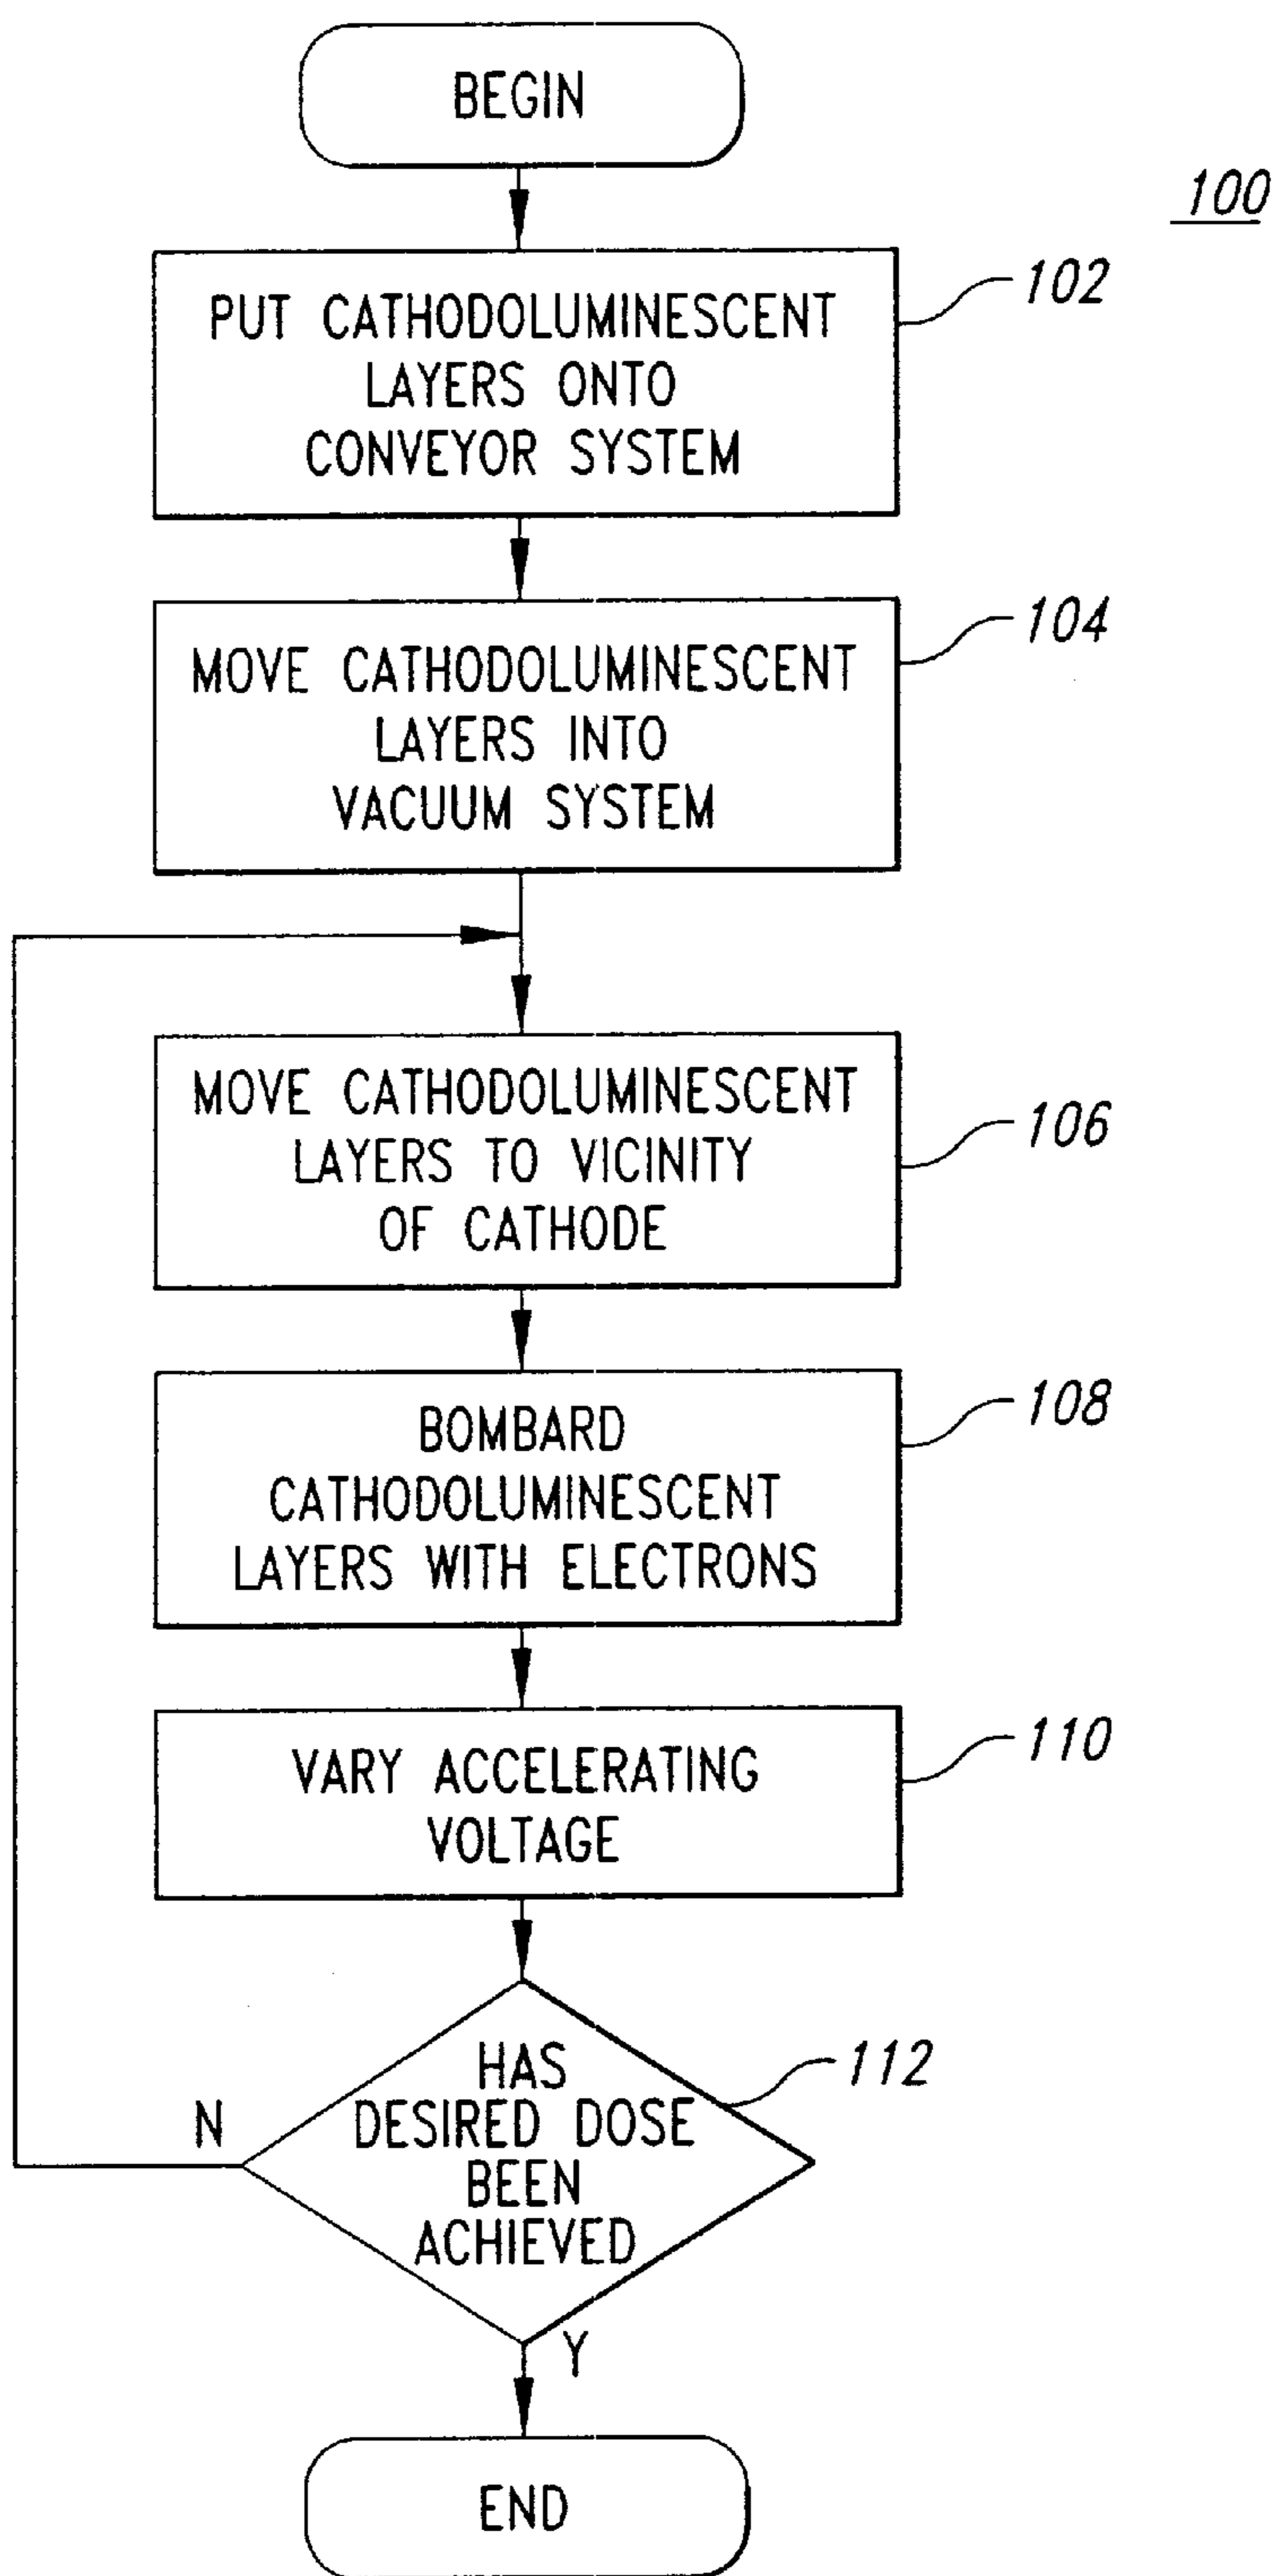 BEGIN
100
PUT CATHODOLUMINESCENT
LAYERS ONTO
CONVEYOR SYSTEM
102
MOVE CATHODOLUMINESCENT
LAYERS INTO
VACUUM SYSTEM
104
MOVE CATHODOLUMINESCENT
LAYERS TO VICINITY
OF CATHODE
106
BOMBARD
CATHODOLUMINESCENT
LAYERS WITH ELECTRONS
108
VARY ACCELERATING
VOLTAGE
110
HAS
DESIRED DOSE
BEEN
ACHIEVED
112
N
Y
END